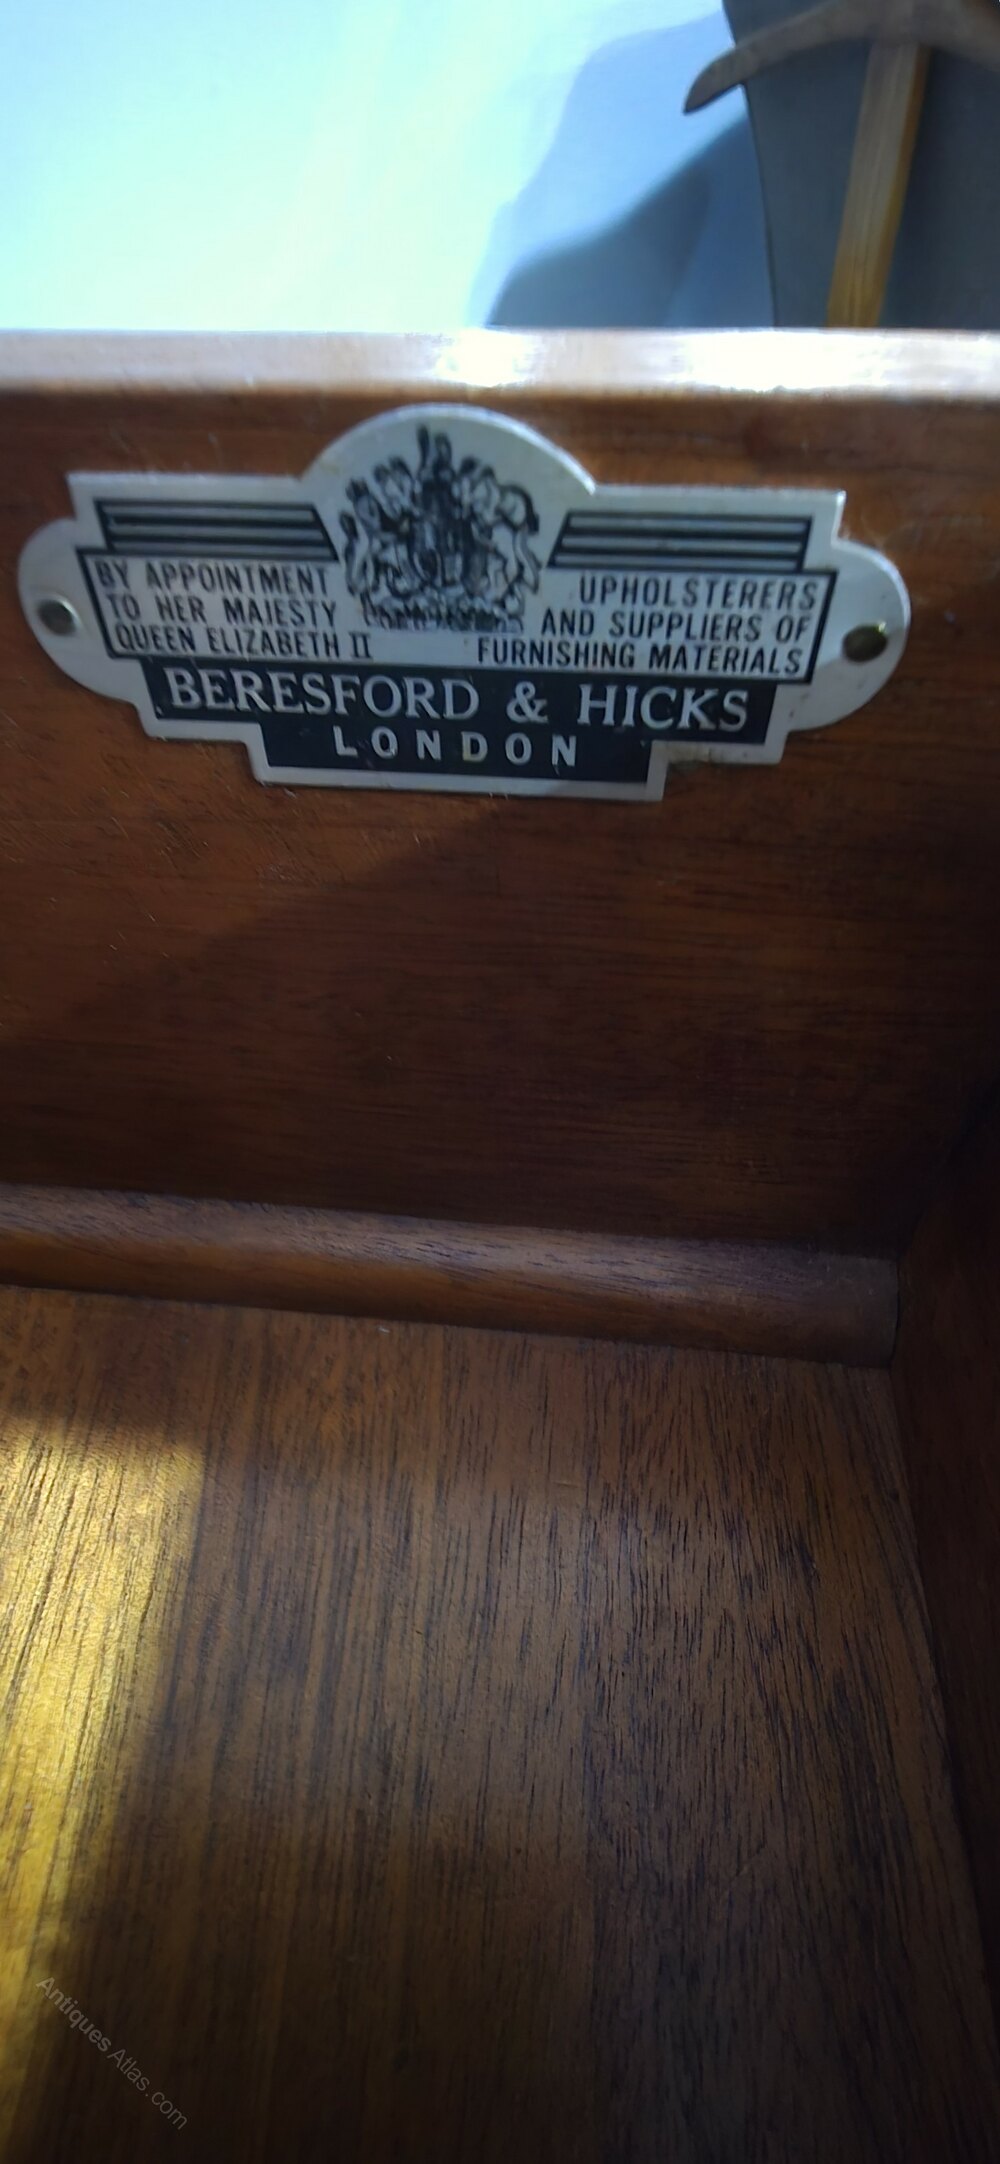 BY APPOINTMENT
TO HER MAJESTY
QUEEN ELIZABETH II
UPHOLSTERERS
AND SUPPLIERS OF
FURNISHING MATERIALS
BERESFORD & HICKS
LONDON
Antiques Atlas.com